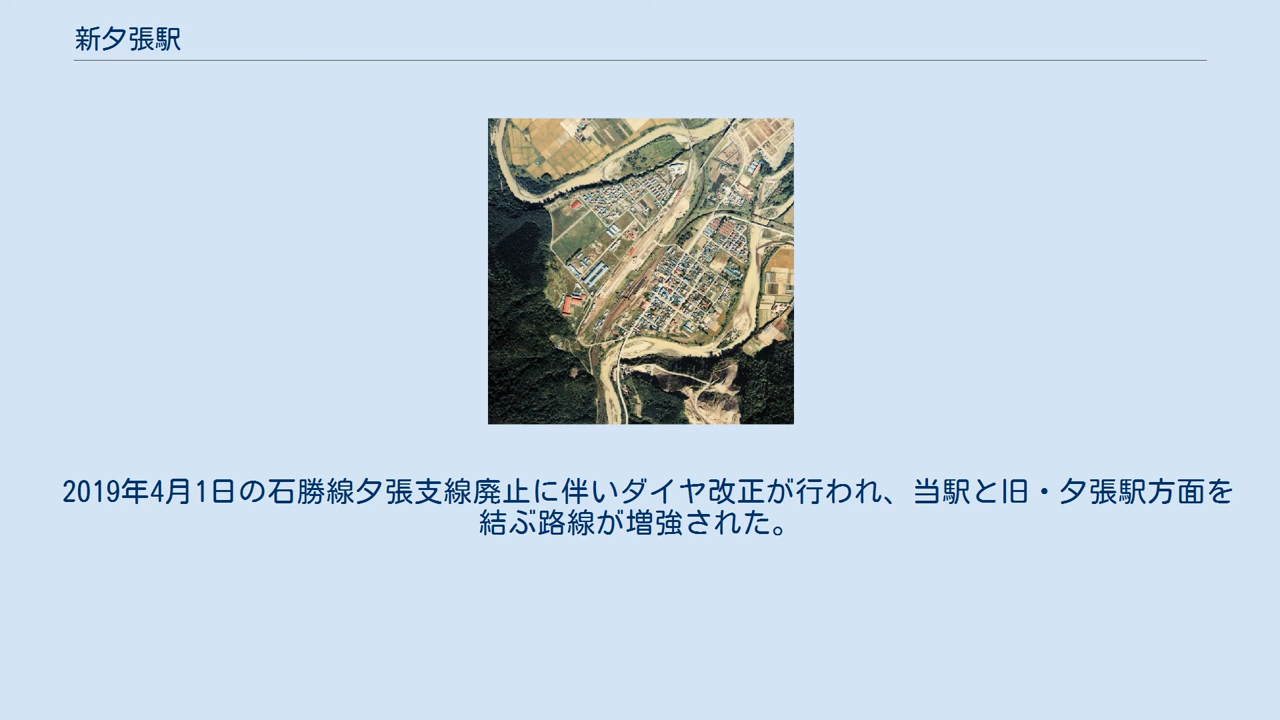 新夕張駅
2019年4月1日の石勝線夕張支線廃止に伴いダイヤ改正が行われ、当駅と旧・夕張駅方面を
結ぶ路線が増強された。